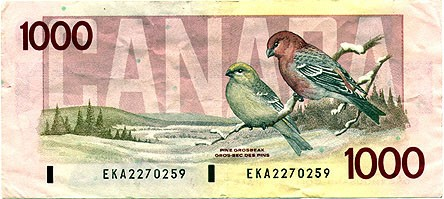 1000
CANADA
PINE GROSBEAK
GROS-BEC DES PINS
EKA2270259
EKA2270259
1000